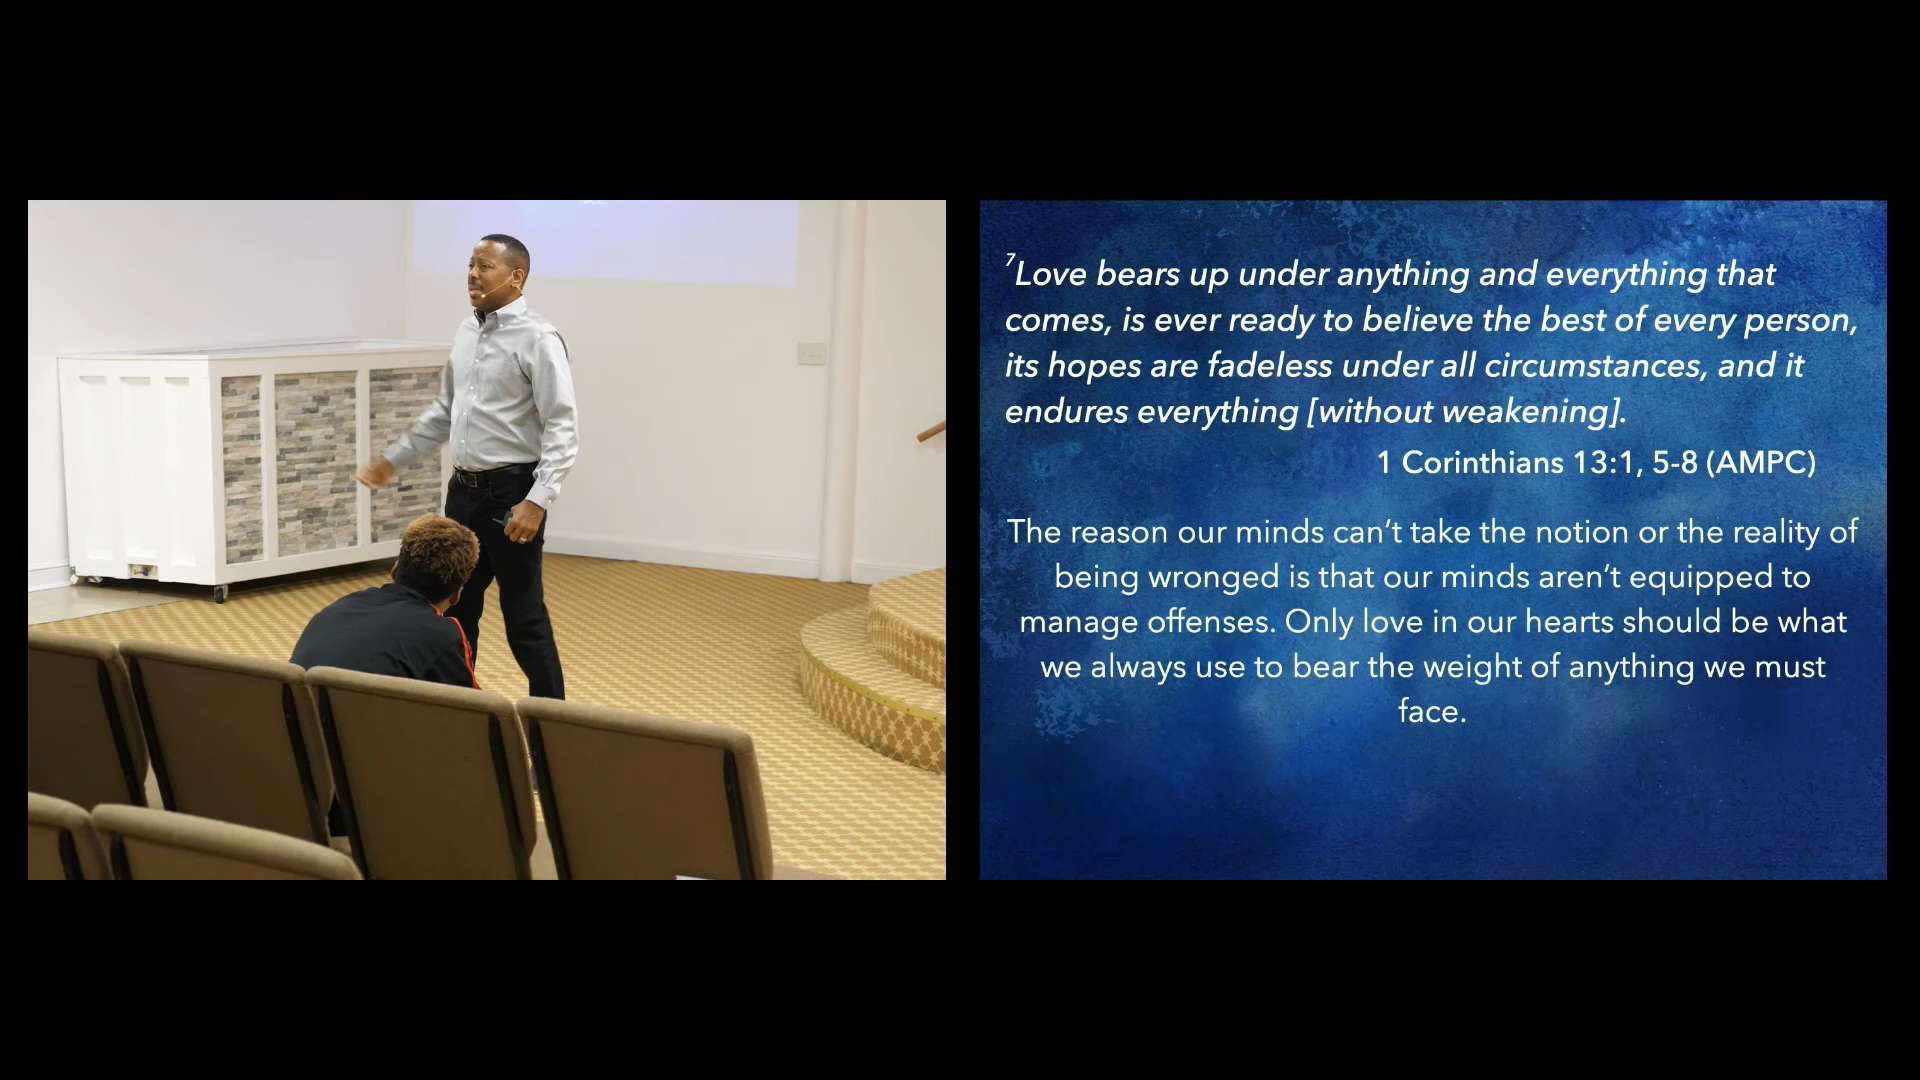 ⁷Love bears up under anything and everything that
comes, is ever ready to believe the best of every person,
its hopes are fadeless under all circumstances, and it
endures everything [without weakening].
1 Corinthians 13:1, 5-8 (AMPC)
The reason our minds can’t take the notion or the reality of
being wronged is that our minds aren’t equipped to
manage offenses. Only love in our hearts should be what
we always use to bear the weight of anything we must
face.